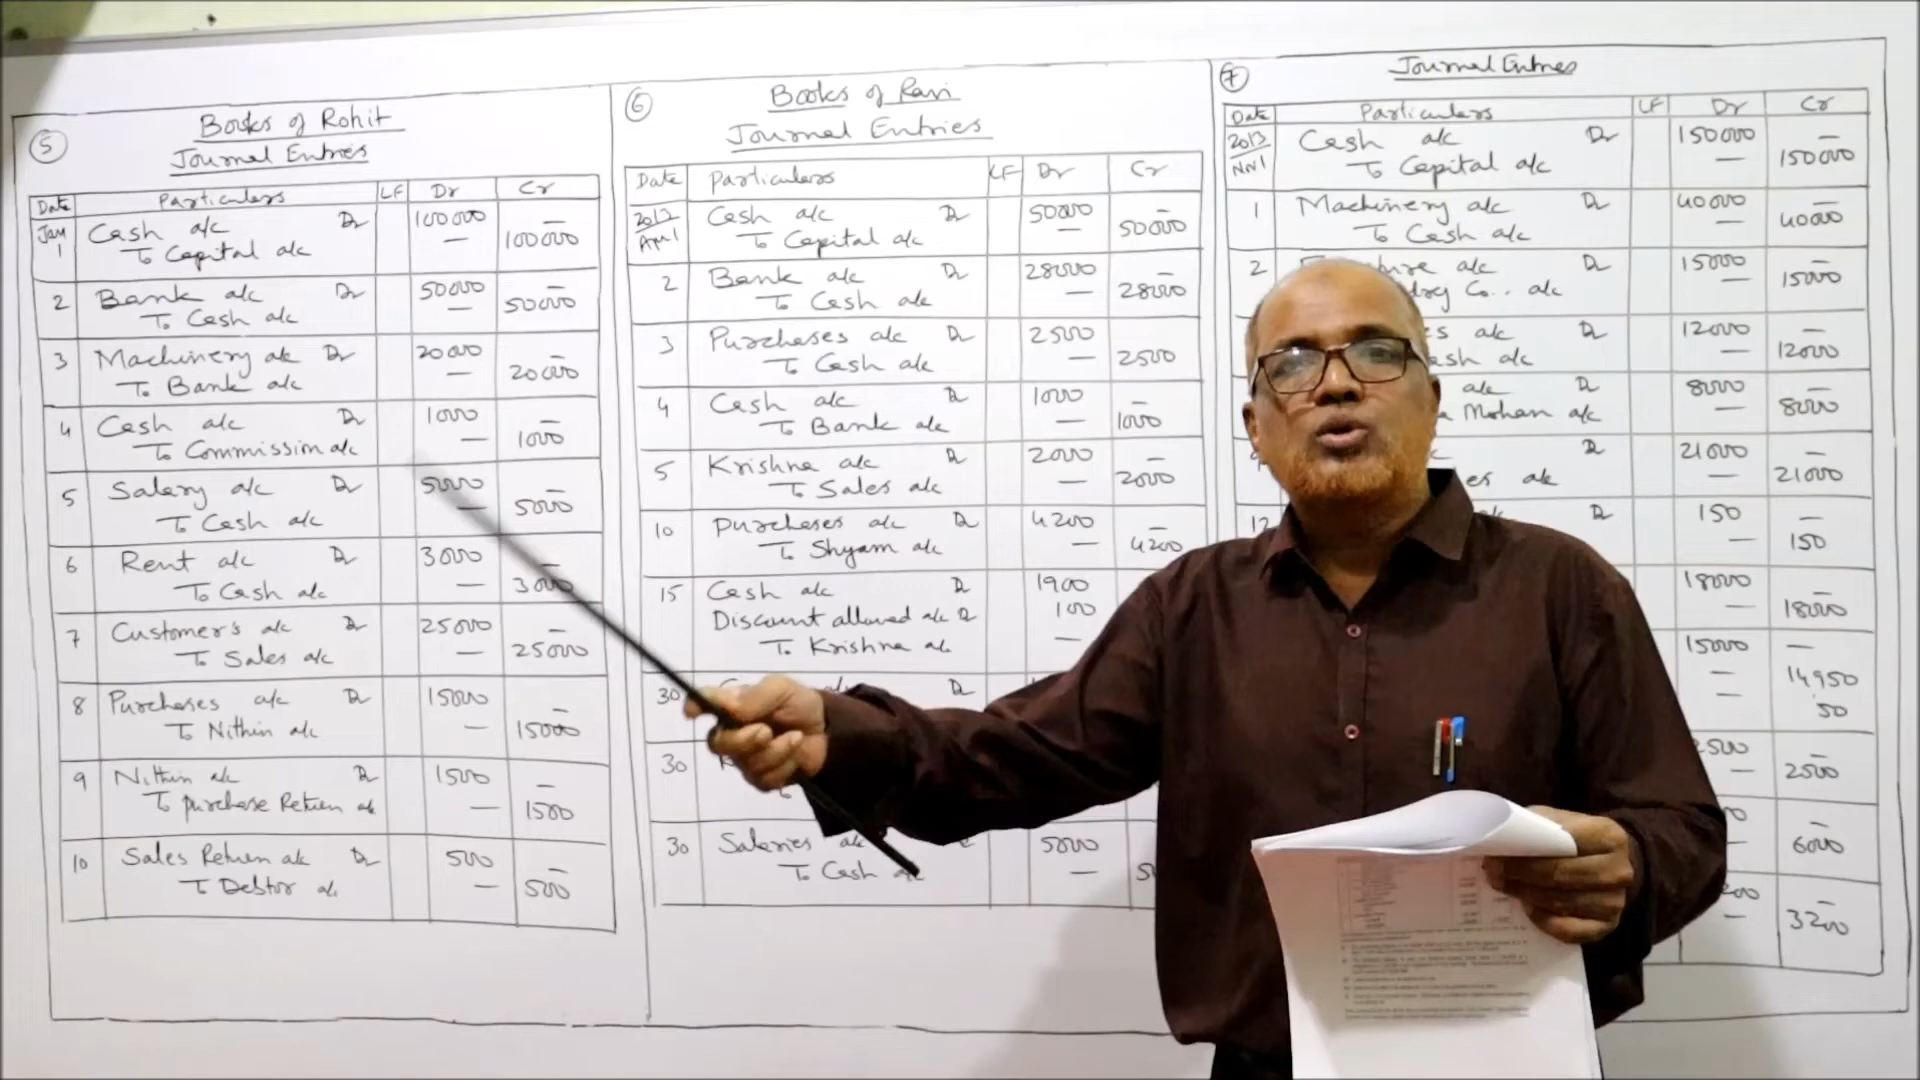 5
Books of Rohit
Journal Entries
Date Particulars LF Dr Cr
Jan 1 Cash a/c Dr 100000 —
To Capital a/c — 100000
2 Bank a/c Dr 50000 —
To Cash a/c — 50000
3 Machinery a/c Dr 20000 —
To Bank a/c — 20000
4 Cash a/c Dr 1000 —
To Commission a/c — 1000
5 Salary a/c Dr 5000 —
To Cash a/c — 5000
6 Rent a/c Dr 3000 —
To Cash a/c 3000
7 Customer's a/c Dr 25000 —
To Sales a/c — 25000
8 Purchases a/c Dr 15000 —
To Nithin a/c — 15000
9 Nithin a/c Dr 1500 —
To Purchase Return a/c — 1500
10 Sales Return a/c Dr 500 —
To Debtor a/c — 500
6
Books of Ravi
Journal Entries
Date Particulars LF Dr Cr
Cash a/c Dr 50000 —
To Capital a/c — 50000
2 Bank a/c Dr 28000 —
To Cash a/c — 28000
3 Purchases a/c Dr 2500 —
To Cash a/c — 2500
4 Cash a/c Dr 1000 —
To Bank a/c — 1000
5 Krishna a/c Dr 2000 —
To Sales a/c — 2000
10 Purchases a/c Dr 4200 —
To Shyam a/c — 4200
15 Cash a/c Dr 1900
Discount allowed a/c Dr 100
To Krishna a/c —
30 Dr
30
30 Salaries a/c 5000
To Cash a/c —
7
Journal Entries
Date Particulars LF Dr Cr
2013 Cash a/c Dr 150000 —
To Capital a/c — 150000
1 Machinery a/c Dr 40000 —
To Cash a/c — 40000
2 a/c Dr 15000 —
Co.. a/c — 15000
a/c Dr 12000 —
a/c — 12000
a/c Dr 8000 —
Mohan a/c — 8000
Dr 21000 —
a/c — 21000
12 Dr 150 —
150
18000 —
— 18000
15000 —
— 14950
— 50
— 2500
— 6000
— 3200